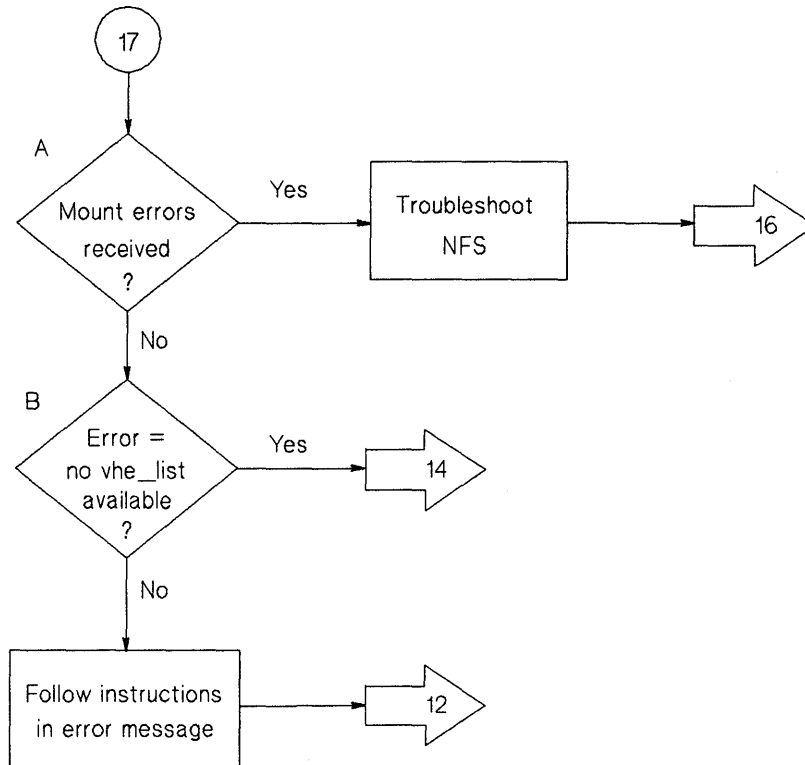 17
A
Mount errors
received
?
Yes
Troubleshoot
NFS
16
No
B
Error =
no vhe_list
available
?
Yes
14
No
Follow instructions
in error message
12